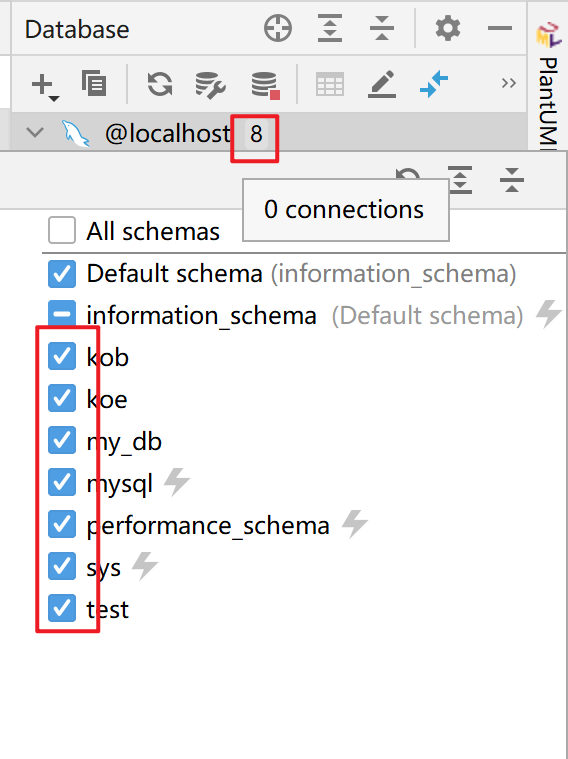 Database
PlantUML
@localhost 8
0 connections
All schemas
Default schema (information_schema)
information_schema (Default schema)
kob
koe
my_db
mysql
performance_schema
sys
test